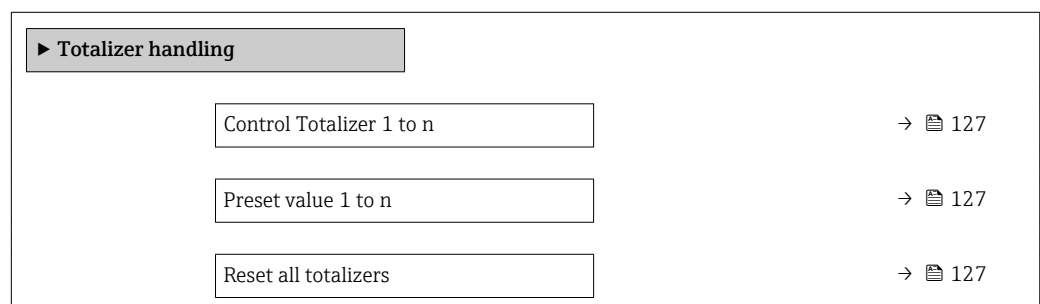 ► Totalizer handling
Control Totalizer 1 to n → 🖹 127
Preset value 1 to n → 🖹 127
Reset all totalizers → 🖹 127